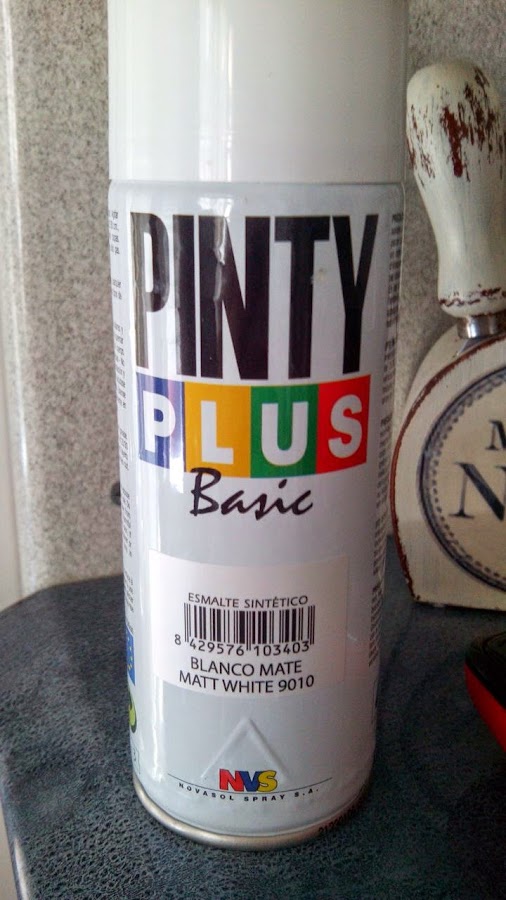 PINTY
PLUS
Basic
ESMALTE SINTÉTICO
8 429576 103403
BLANCO MATE
MATT WHITE 9010
NVS
NOVASOL SPRAY S.A.